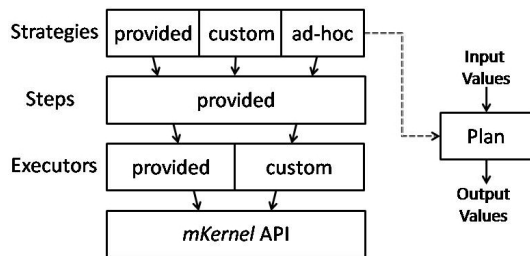 Strategies provided custom ad-hoc
Input
Values
Steps provided
Plan
Executors provided custom
Output
Values
mKernel API